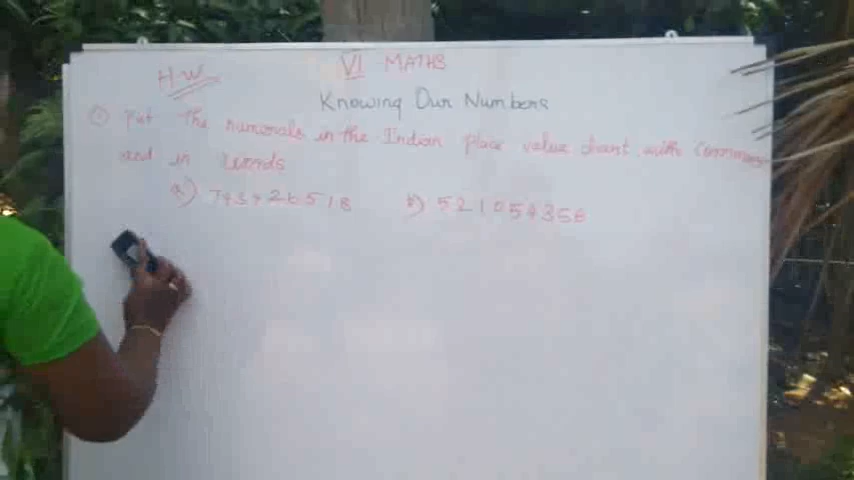 H.W VI MATHS
Knowing Our Numbers
① Put The numerals in the Indian place value chart with commas
and in words
a) b) 521054356